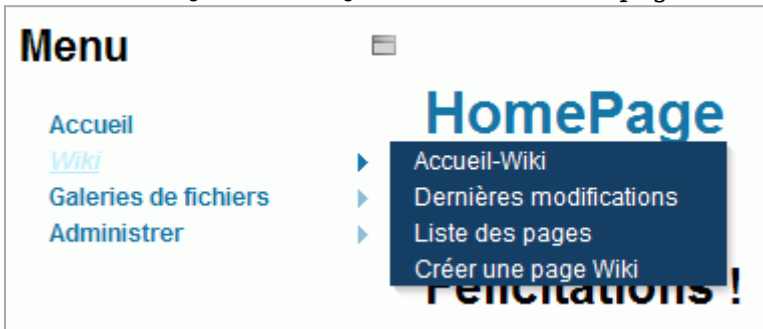 Menu
HomePage
Accueil
Wiki
Galeries de fichiers
Administrer
Accueil-Wiki
Dernières modifications
Liste des pages
Créer une page Wiki
Félicitations !